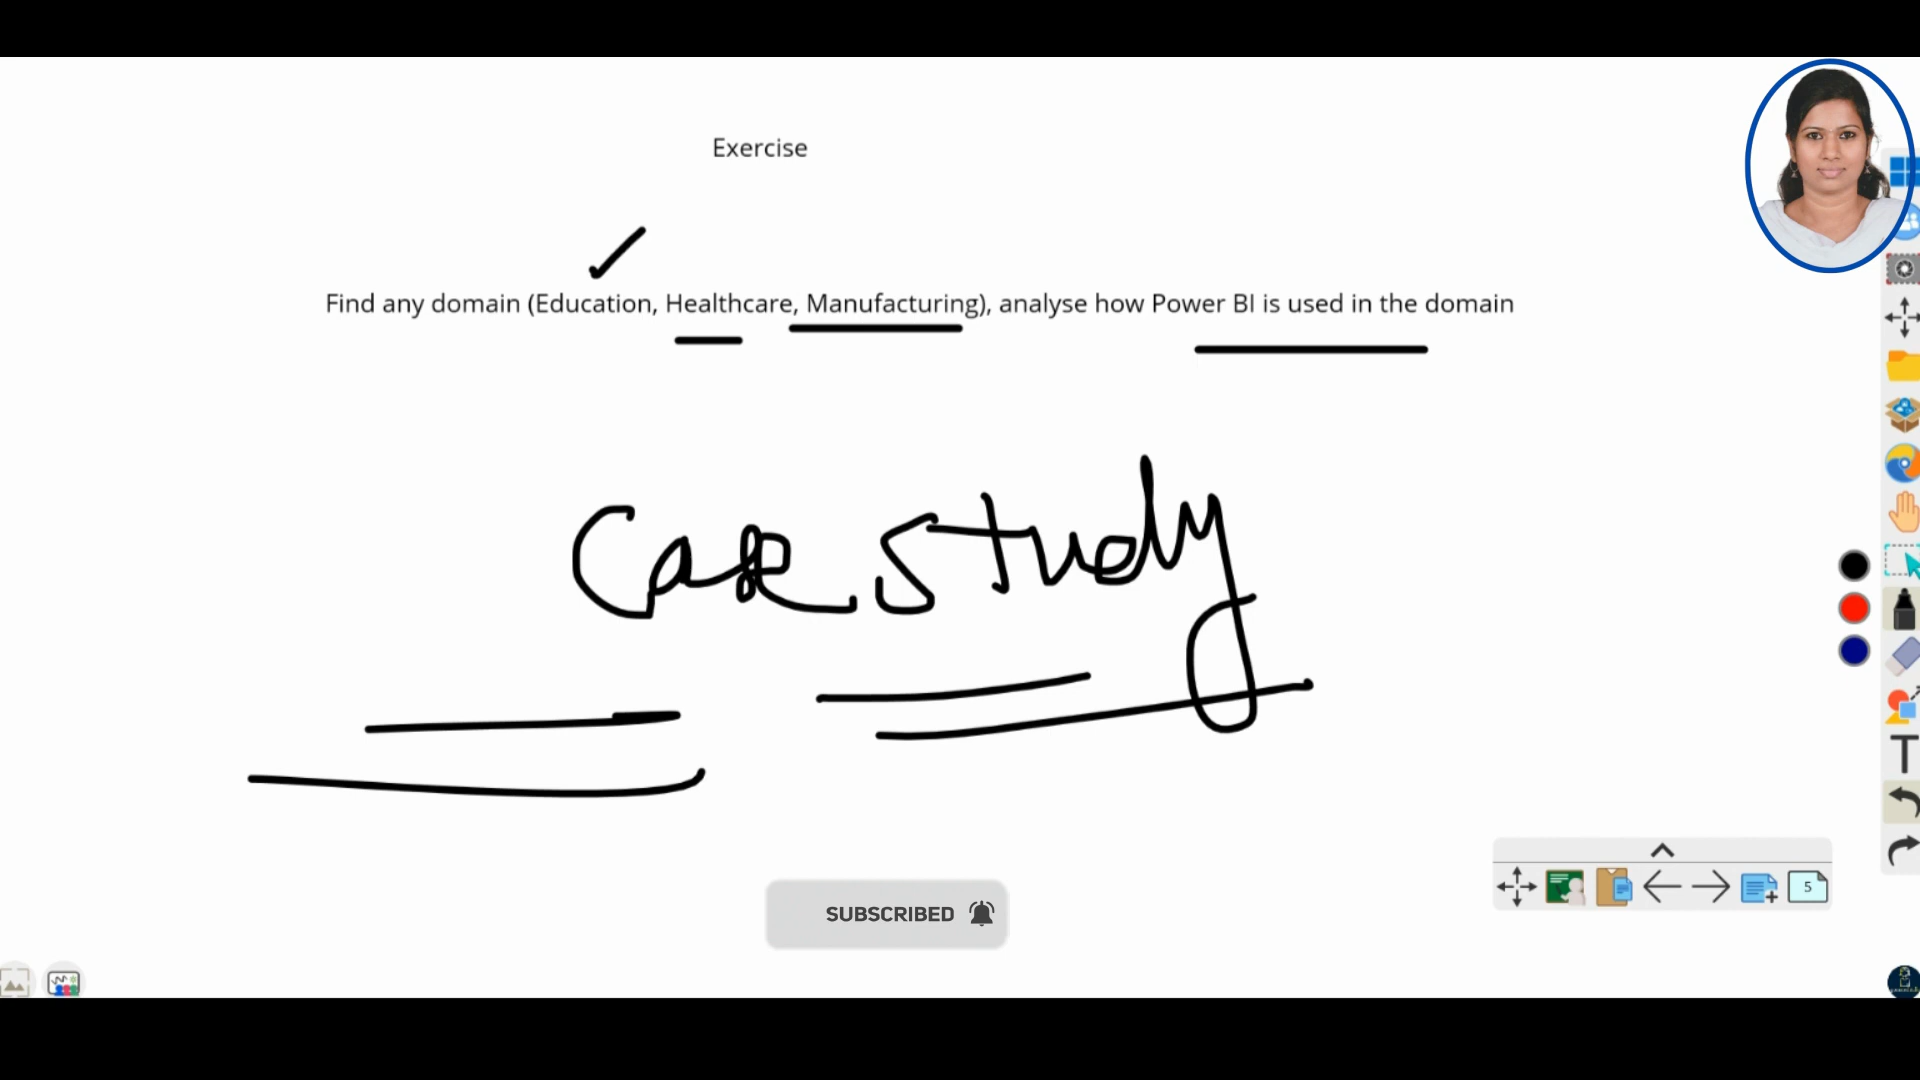 Exercise
Find any domain (Education, Healthcare, Manufacturing), analyse how Power BI is used in the domain
Case study
SUBSCRIBED
5